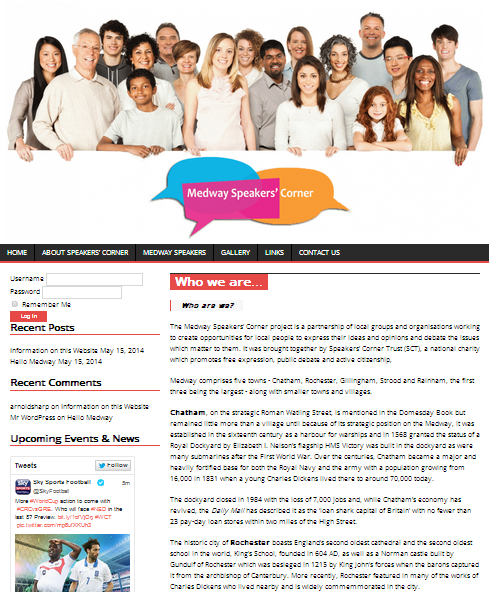 Medway Speakers' Corner
HOME ABOUT SPEAKERS' CORNER MEDWAY SPEAKERS GALLERY LINKS CONTACT US
Username
Password
Remember Me
Log In
Recent Posts
Information on this Website May 15, 2014
Hello Medway May 15, 2014
Recent Comments
arnoldsharp on Information on this Website
Mr WordPress on Hello Medway
Upcoming Events & News
Tweets Follow
Sky Sports Football 5m
@SkyFootball
More #WorldCup action to come with
last 8? Preview:
Who we are...
Who are we?
The Medway Speakers' Corner project is a partnership of local groups and organisations working
to create opportunities for local people to express their ideas and opinions and debate the issues
which matter to them. It was brought together by Speakers' Corner Trust (SCT), a national charity
which promotes free expression, public debate and active citizenship.
Medway comprises five towns - Chatham, Rochester, Gillingham, Strood and Rainham, the first
three being the largest - along with smaller towns and villages.
Chatham, on the strategic Roman Watling Street, is mentioned in the Domesday Book but
remained little more than a village until because of its strategic position on the Medway, it was
established in the sixteenth century as a harbour for warships and in 1568 granted the status of a
Royal Dockyard by Elizabeth I. Nelson's flagship HMS Victory was built in the dockyard as were
many submarines after the First World War. Over the centuries, Chatham became a major and
heavily fortified base for both the Royal Navy and the army with a population growing from
16,000 in 1831 when a young Charles Dickens lived there to around 70,000 today.
The dockyard closed in 1984 with the loss of 7,000 jobs and, while Chatham's economy has
revived, the Daily Mail has described it as the 'loan shark capital of Britain' with no fewer than
23 pay-day loan stores within two miles of the High Street.
The historic city of Rochester boasts England's second oldest cathedral and the second oldest
school in the world, King's School, founded in 604 AD, as well as a Norman castle built by
Gundulf of Rochester which was besieged in 1215 by King John's forces when the barons captured
it from the archbishop of Canterbury. More recently, Rochester featured in many of the works of
Charles Dickens who lived nearby and is widely commemorated in the city.